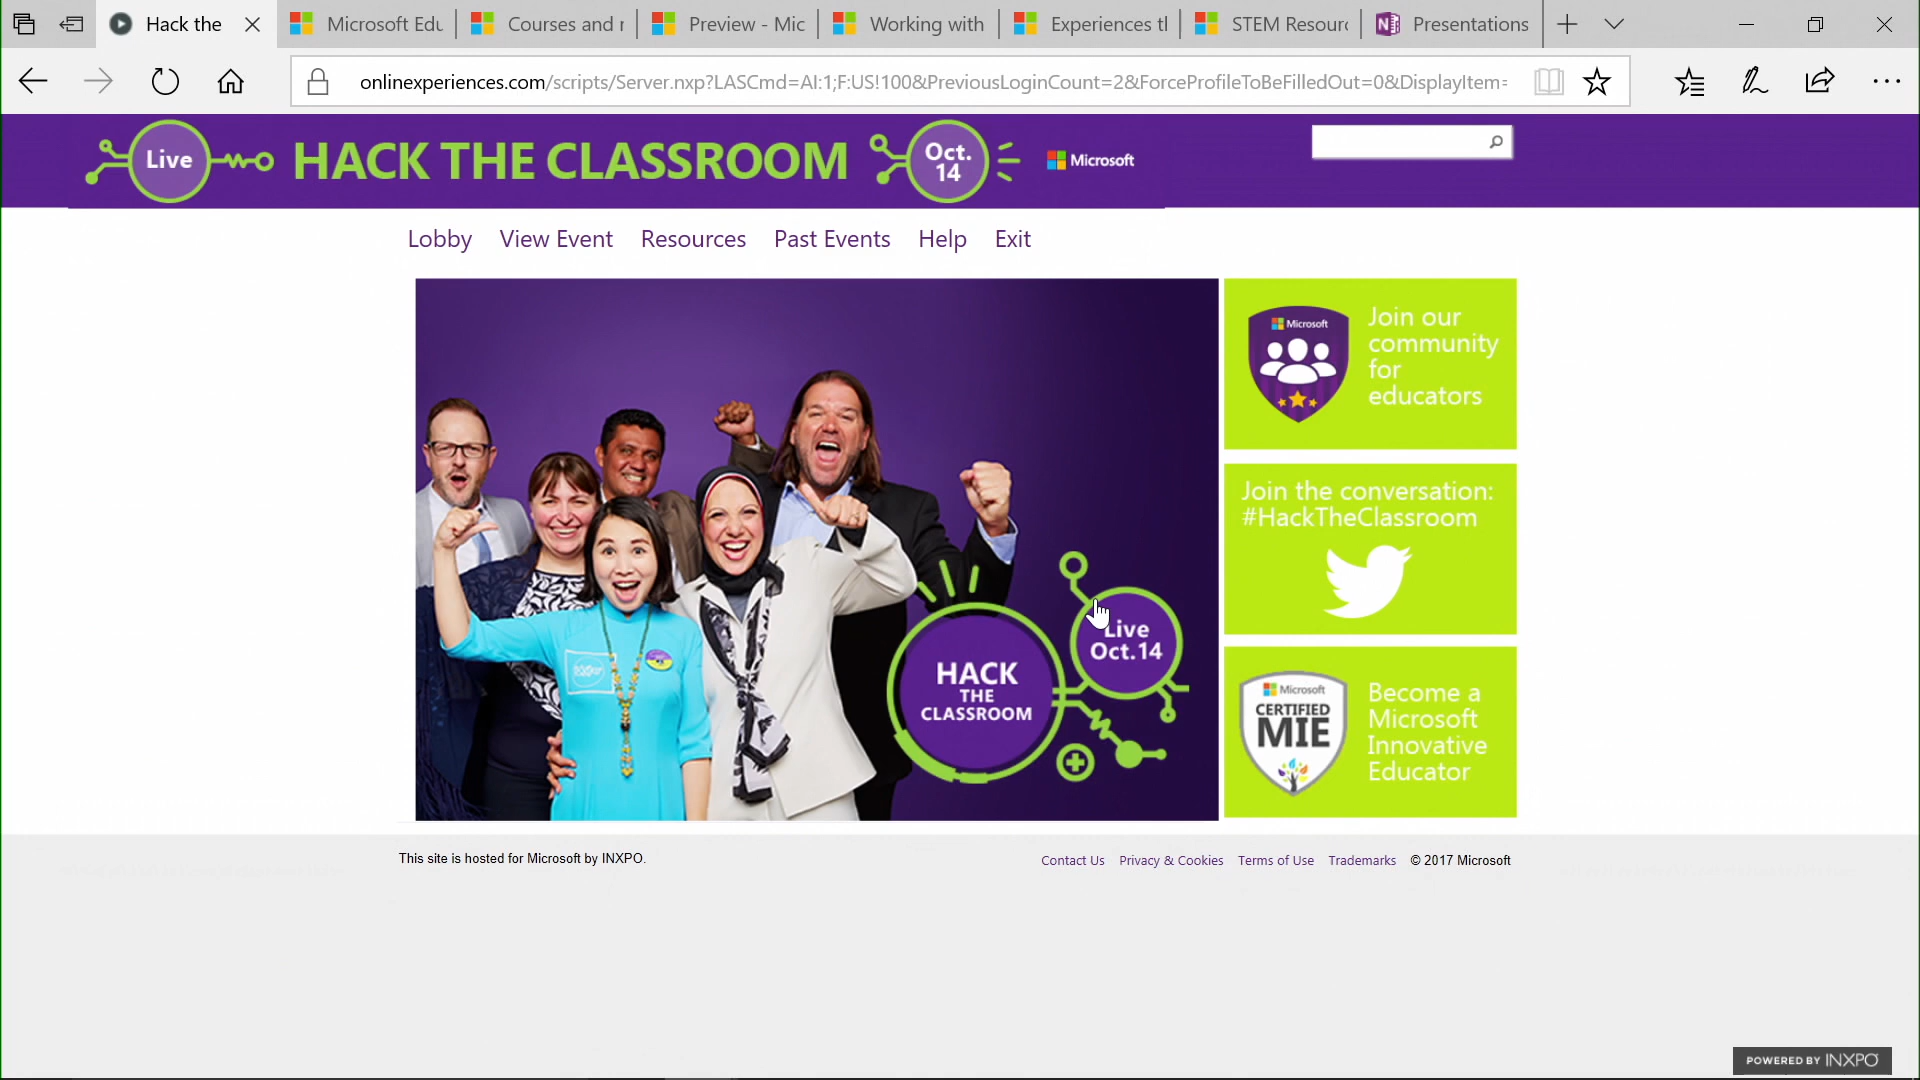 Hack the
Microsoft Edu
Courses and r
Preview - Mic
Working with
Experiences tl
STEM Resour
Presentations
onlinexperiences.com/scripts/Server.nxp?LASCmd=AI:1;F:US!100&PreviousLoginCount=2&ForceProfileToBeFilledOut=0&DisplayItem=
Live
HACK THE CLASSROOM
Oct.
14
Microsoft
Lobby View Event Resources Past Events Help Exit
HACK
THE
CLASSROOM
Live
Oct.14
Microsoft
Join our
community
for
educators
Join the conversation:
#HackTheClassroom
Microsoft
CERTIFIED
MIE
Become a
Microsoft
Innovative
Educator
This site is hosted for Microsoft by INXPO.
Contact Us Privacy & Cookies Terms of Use Trademarks © 2017 Microsoft
POWERED BY INXPO